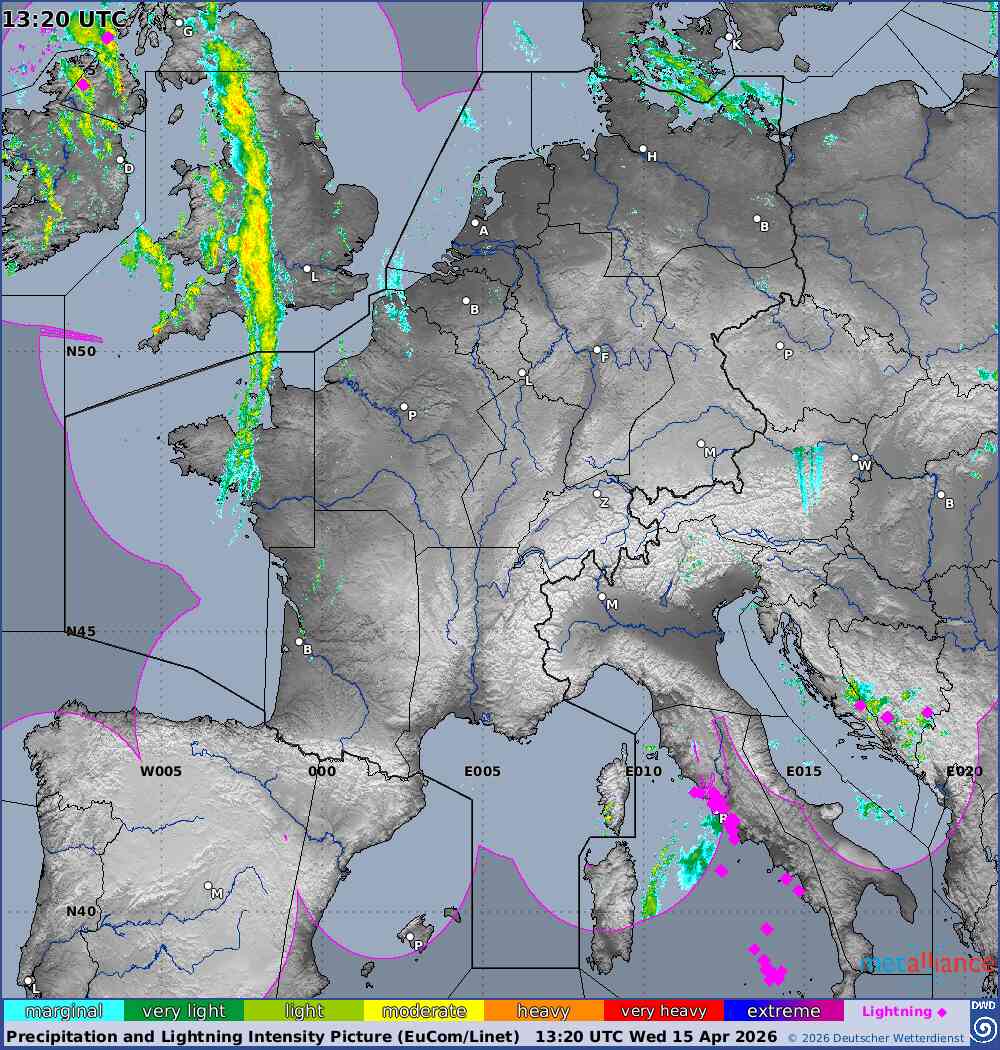 13:20 UTC
G
K
S
D
H
A
B
L
B
N50
F
P
L
P
M
W
Z
B
M
N45
B
W005
000
E005
E010
E015
E020
R
M
N40
P
L
metalliance
marginal very light light moderate heavy very heavy extreme Lightning
DWD
Precipitation and Lightning Intensity Picture (EuCom/Linet) 13:20 UTC Wed 15 Apr 2026 © 2026 Deutscher Wetterdienst